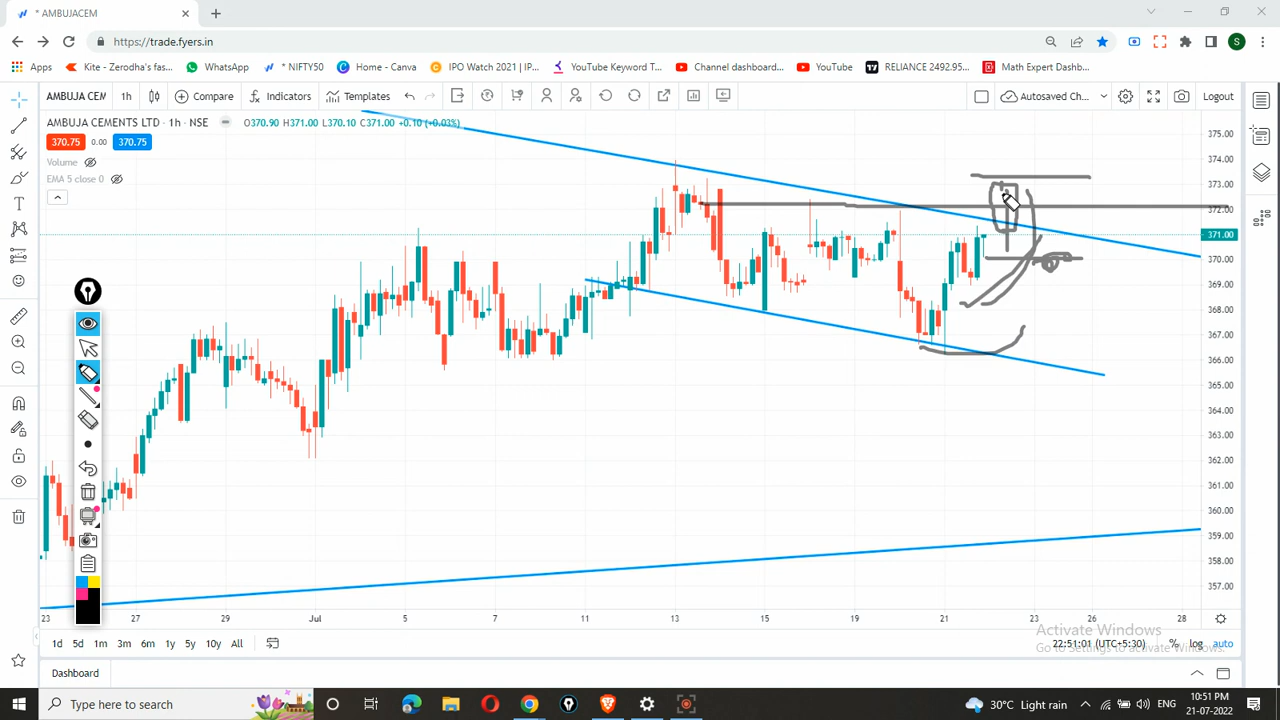 * AMBUJACEM
https://trade.fyers.in
Apps
Kite - Zerodha's fas...
WhatsApp
* NIFTY50
Home - Canva
IPO Watch 2021 | IP...
YouTube Keyword T...
Channel dashboard...
YouTube
RELIANCE 2492.95...
Math Expert Dashb...
S
AMBUJA CEM
1h
Compare
Indicators
Templates
Autosaved Ch...
Logout
AMBUJA CEMENTS LTD · 1h · NSE
O370.90 H371.00 L370.10 C371.00 +0.10 (+0.03%)
370.75
0.00
370.75
Volume
EMA 5 close 0
375.00
374.00
373.00
372.00
371.00
370.00
369.00
368.00
367.00
366.00
365.00
364.00
363.00
362.00
361.00
360.00
359.00
358.00
357.00
23
27
29
Jul
5
7
11
13
15
19
21
23
26
28
1d
5d
1m
3m
6m
1y
5y
10y
All
Activate Windows
Go to Settings to activate Windows.
22:51:01 (UTC+5:30)
%
log
auto
Dashboard
Type here to search
30°C Light rain
ENG
10:51 PM
21-07-2022